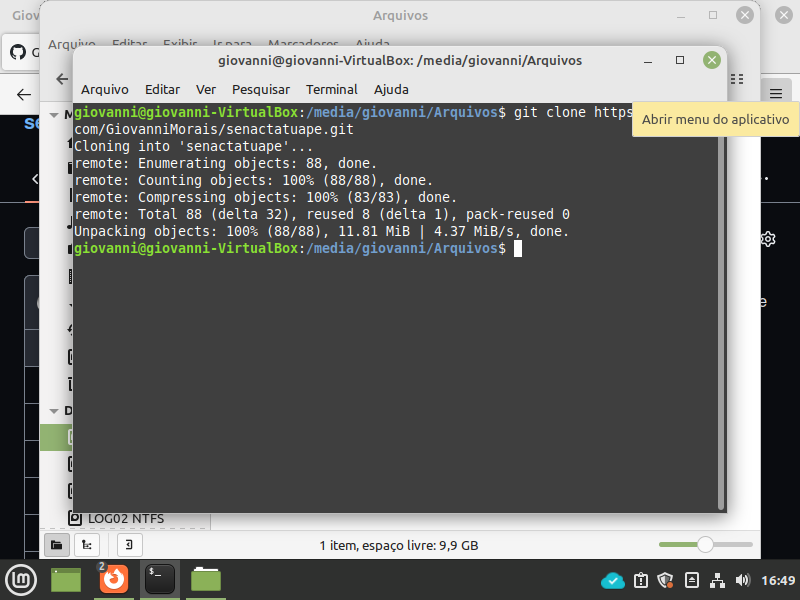 Giovan
Arquivos
Arquivo Editar Exibir Ir para Marcadores Ajuda
giovanni@giovanni-VirtualBox: /media/giovanni/Arquivos
Arquivo Editar Ver Pesquisar Terminal Ajuda
giovanni@giovanni-VirtualBox:/media/giovanni/Arquivos$ git clone https
com/GiovanniMorais/senactatuape.git
Cloning into 'senactatuape'...
remote: Enumerating objects: 88, done.
remote: Counting objects: 100% (88/88), done.
remote: Compressing objects: 100% (83/83), done.
remote: Total 88 (delta 32), reused 8 (delta 1), pack-reused 0
Unpacking objects: 100% (88/88), 11.81 MiB | 4.37 MiB/s, done.
giovanni@giovanni-VirtualBox:/media/giovanni/Arquivos$
Abrir menu do aplicativo
LOG02 NTFS
1 item, espaço livre: 9,9 GB
2
16:49